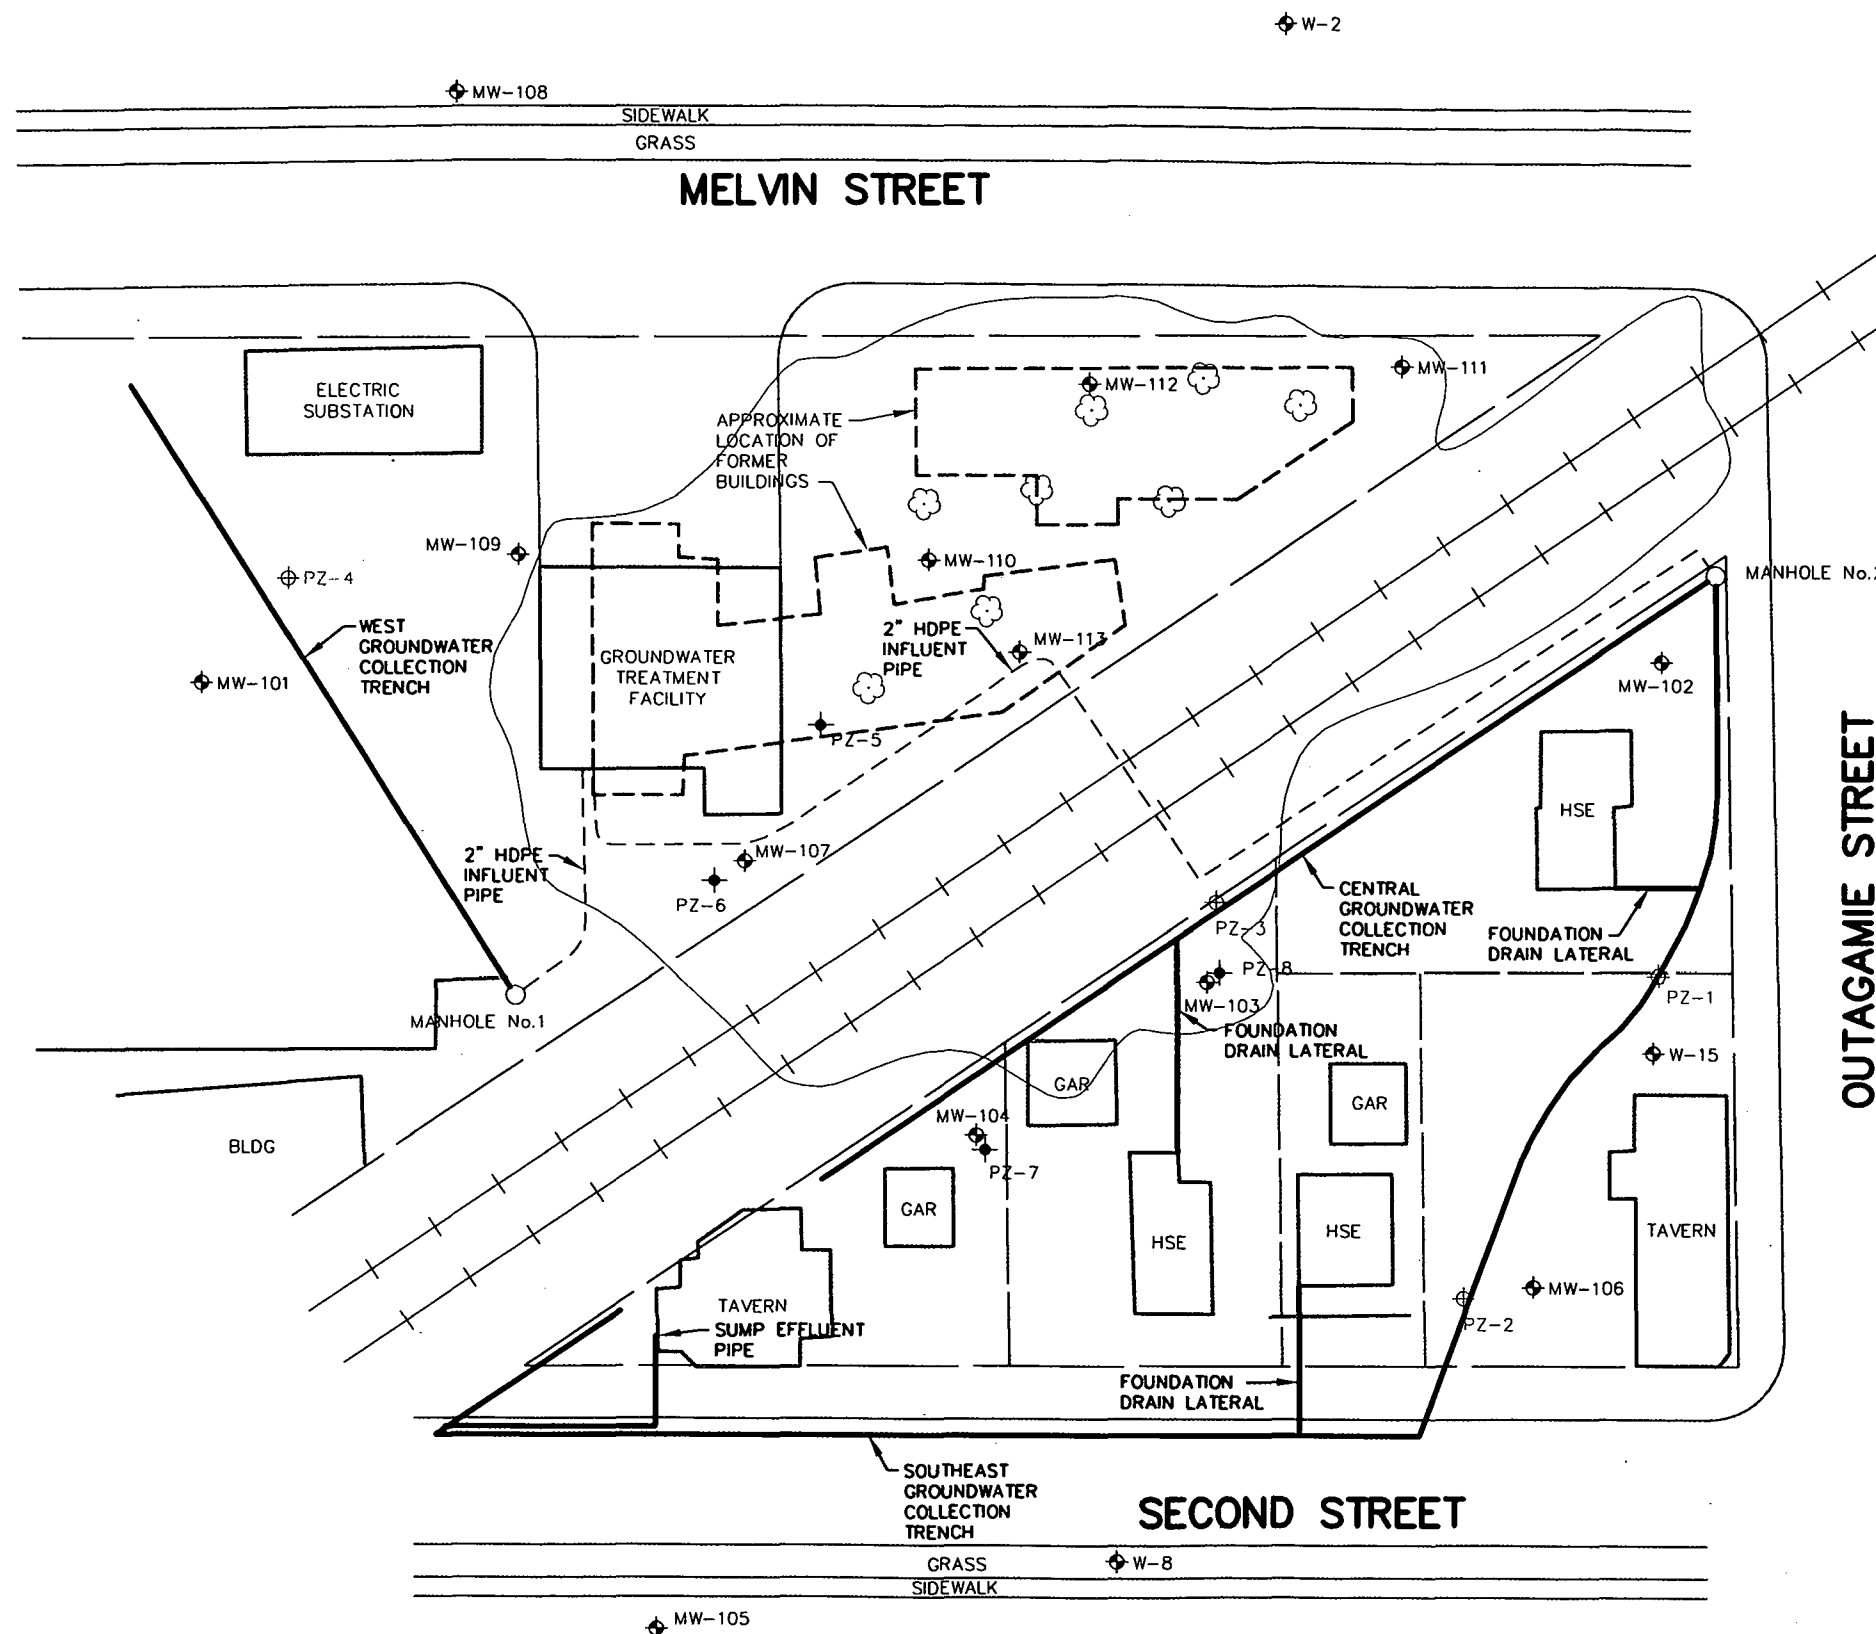 W-2
MW-108
SIDEWALK
GRASS
MELVIN STREET
ELECTRIC
SUBSTATION
MW-111
MW-112
APPROXIMATE
LOCATION OF
FORMER
BUILDINGS
MW-109
MW-110
PZ-4
MANHOLE No.2
WEST
GROUNDWATER
COLLECTION
TRENCH
2" HDPE
INFLUENT
PIPE
MW-113
GROUNDWATER
TREATMENT
FACILITY
MW-101
MW-102
PZ-5
OUTAGAMIE STREET
HSE
2" HDPE
INFLUENT
PIPE
MW-107
PZ-6
CENTRAL
GROUNDWATER
COLLECTION
TRENCH
PZ-3
FOUNDATION
DRAIN LATERAL
PZ-8
MW-103
PZ-1
MANHOLE No.1
FOUNDATION
DRAIN LATERAL
W-15
GAR
GAR
MW-104
BLDG
PZ-7
GAR
HSE
HSE
TAVERN
MW-106
TAVERN
SUMP EFFLUENT
PIPE
PZ-2
FOUNDATION
DRAIN LATERAL
SOUTHEAST
GROUNDWATER
COLLECTION
TRENCH
SECOND STREET
GRASS
W-8
SIDEWALK
MW-105